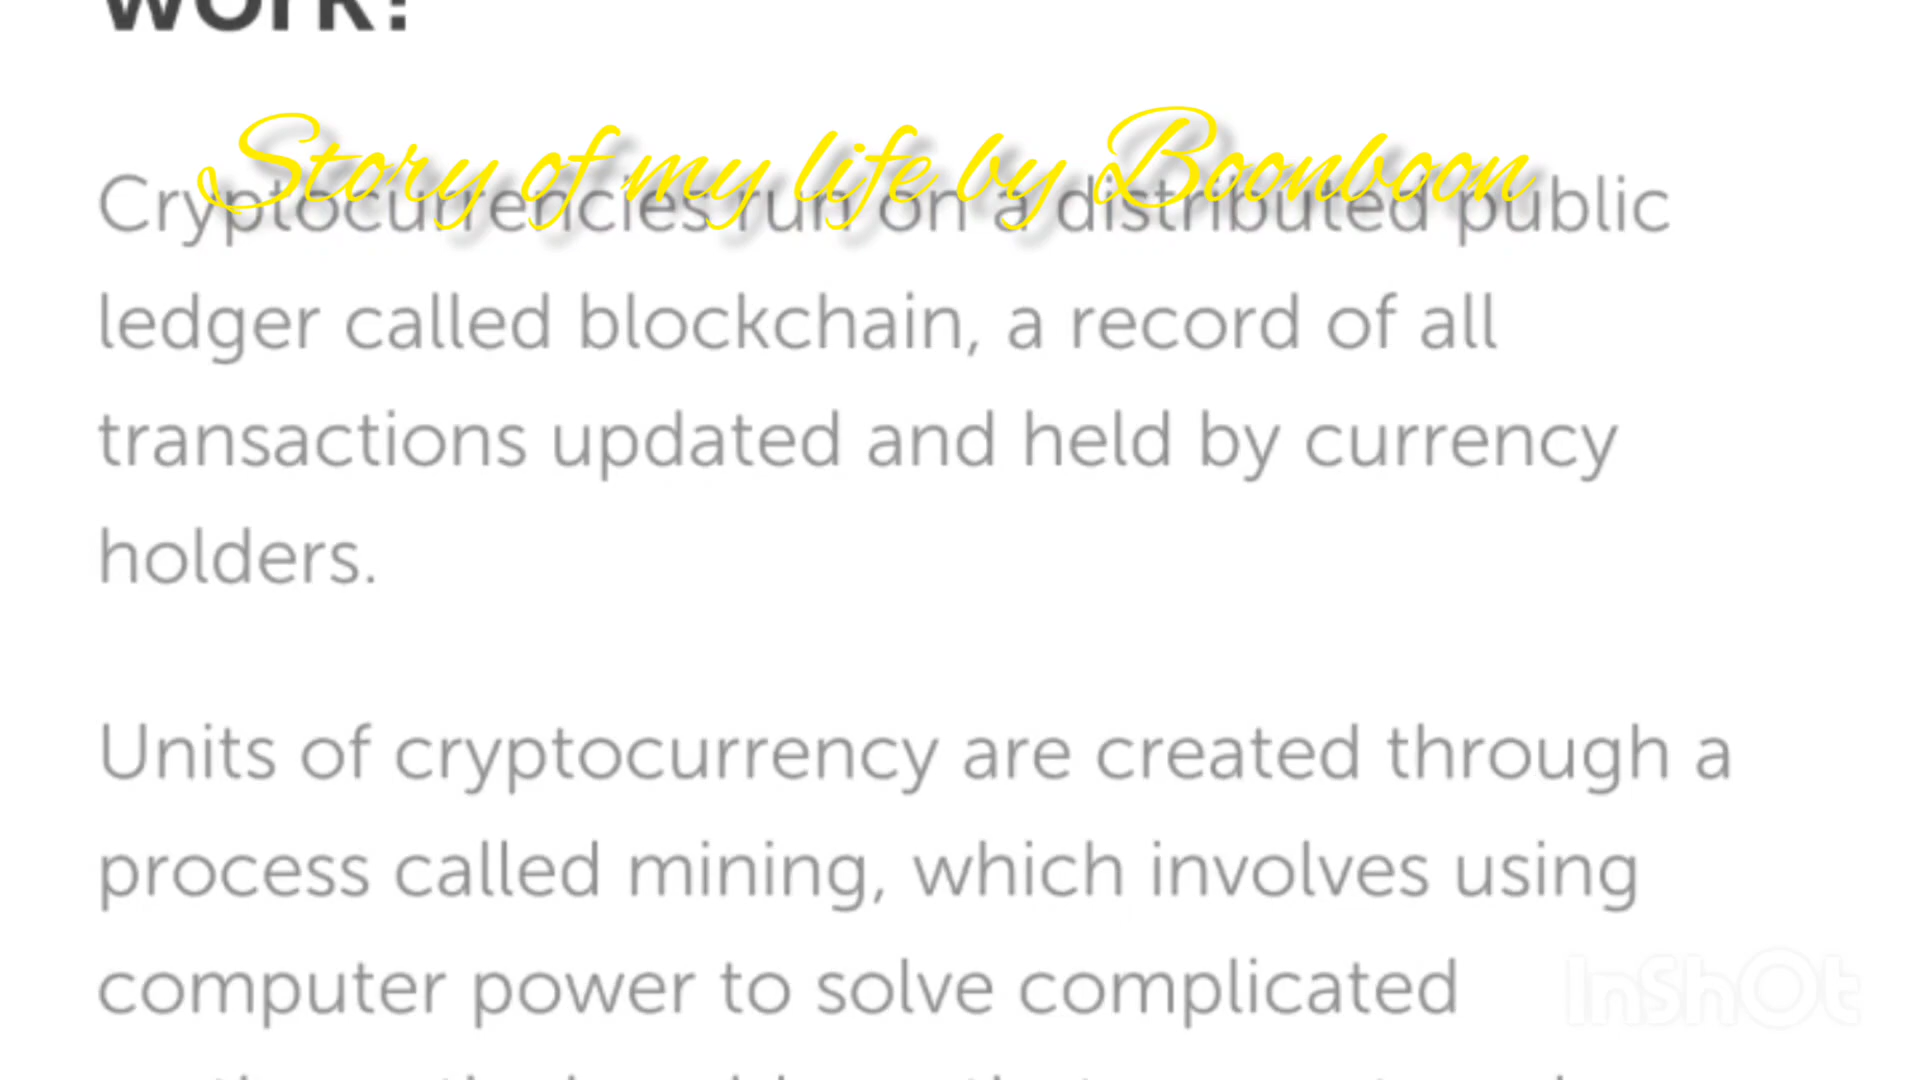 work?
Story of my life by Boonboon
Cryptocurrencies run on a distributed public
ledger called blockchain, a record of all
transactions updated and held by currency
holders.
Units of cryptocurrency are created through a
process called mining, which involves using
computer power to solve complicated
InShOt